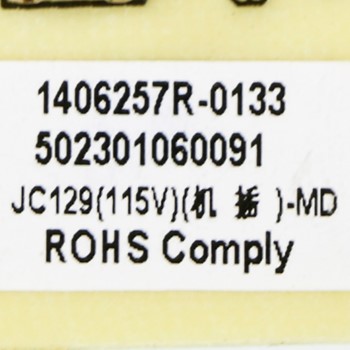 1406257R-0133
502301060091
JC129(115V)(机 插 )-MD
ROHS Comply